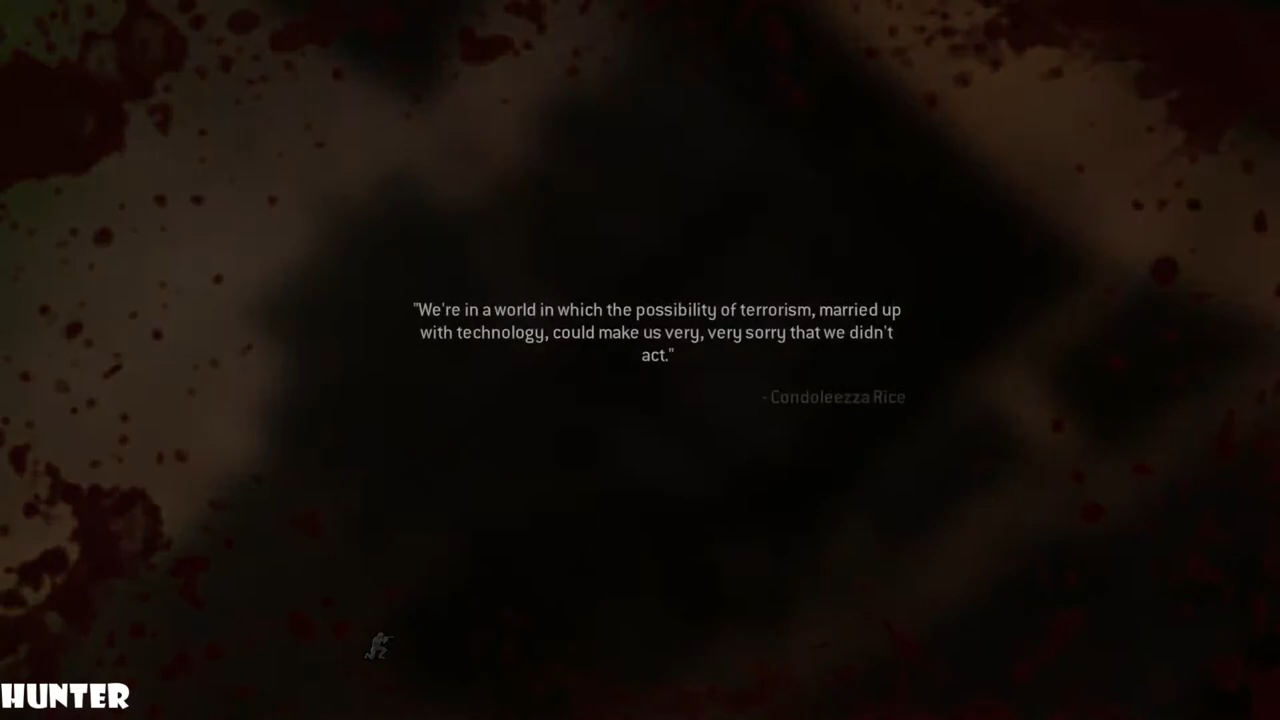 "We're in a world in which the possibility of terrorism, married up
with technology, could make us very, very sorry that we didn't
act."
- Condoleezza Rice
HUNTER